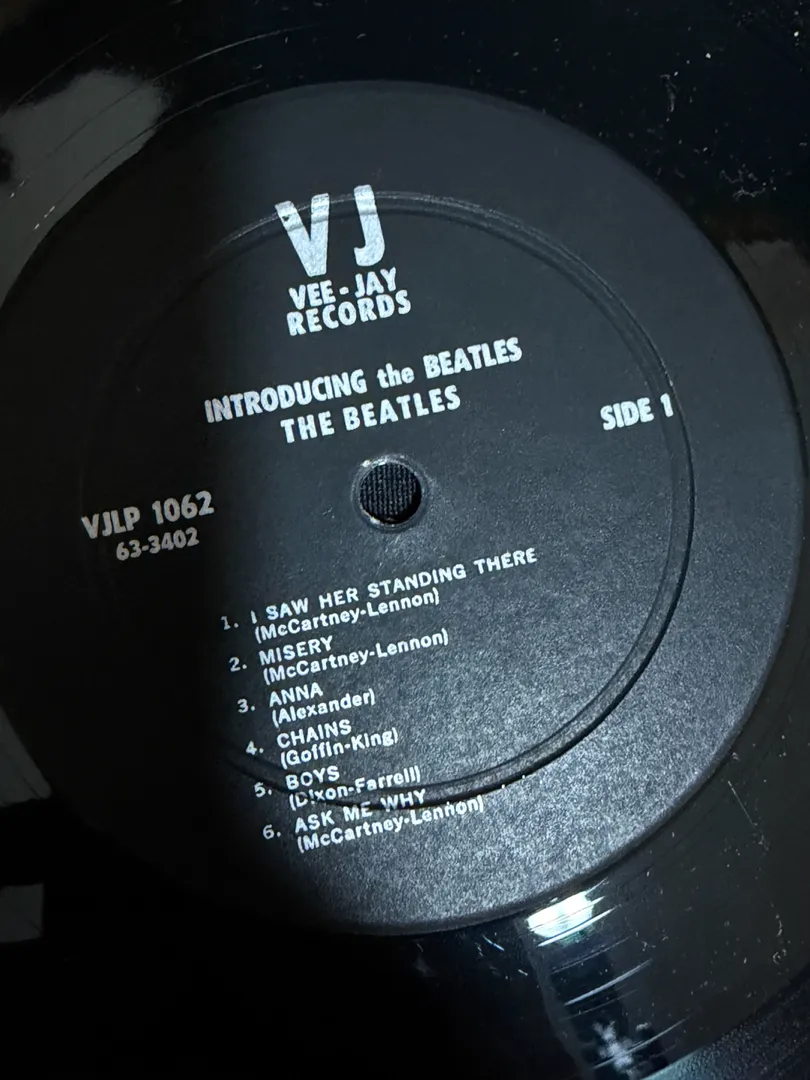 VJ
VEE-JAY
RECORDS
INTRODUCING the BEATLES
THE BEATLES
SIDE 1
VJLP 1062
63-3402
1. I SAW HER STANDING THERE
(McCartney-Lennon)
2. MISERY
(McCartney-Lennon)
3. ANNA
(Alexander)
4. CHAINS
(Goffin-King)
5. BOYS
(Dixon-Farrell)
6. ASK ME WHY
(McCartney-Lennon)